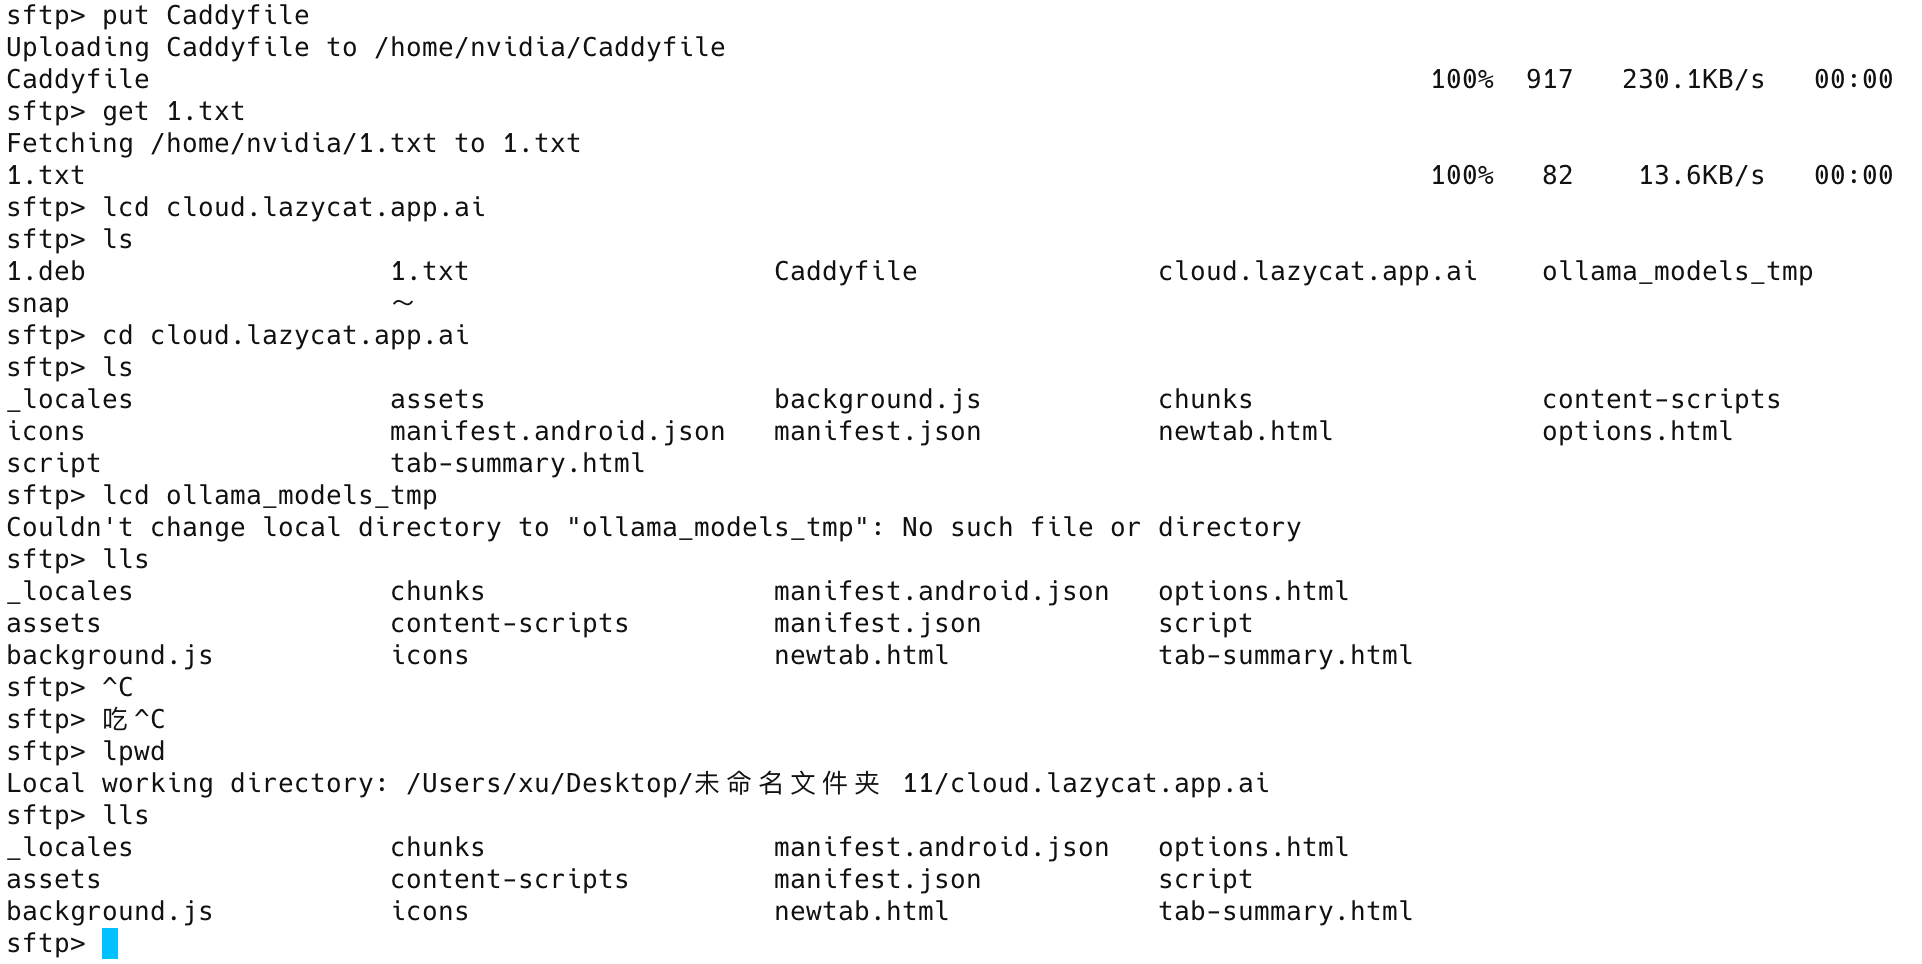 sftp> put Caddyfile
Uploading Caddyfile to /home/nvidia/Caddyfile
Caddyfile 100% 917 230.1KB/s 00:00
sftp> get 1.txt
Fetching /home/nvidia/1.txt to 1.txt
1.txt 100% 82 13.6KB/s 00:00
sftp> lcd cloud.lazycat.app.ai
sftp> ls
1.deb 1.txt Caddyfile cloud.lazycat.app.ai ollama_models_tmp
snap ~
sftp> cd cloud.lazycat.app.ai
sftp> ls
_locales assets background.js chunks content-scripts
icons manifest.android.json manifest.json newtab.html options.html
script tab-summary.html
sftp> lcd ollama_models_tmp
Couldn't change local directory to "ollama_models_tmp": No such file or directory
sftp> lls
_locales chunks manifest.android.json options.html
assets content-scripts manifest.json script
background.js icons newtab.html tab-summary.html
sftp> ^C
sftp> 吃^C
sftp> lpwd
Local working directory: /Users/xu/Desktop/未命名文件夹 11/cloud.lazycat.app.ai
sftp> lls
_locales chunks manifest.android.json options.html
assets content-scripts manifest.json script
background.js icons newtab.html tab-summary.html
sftp>